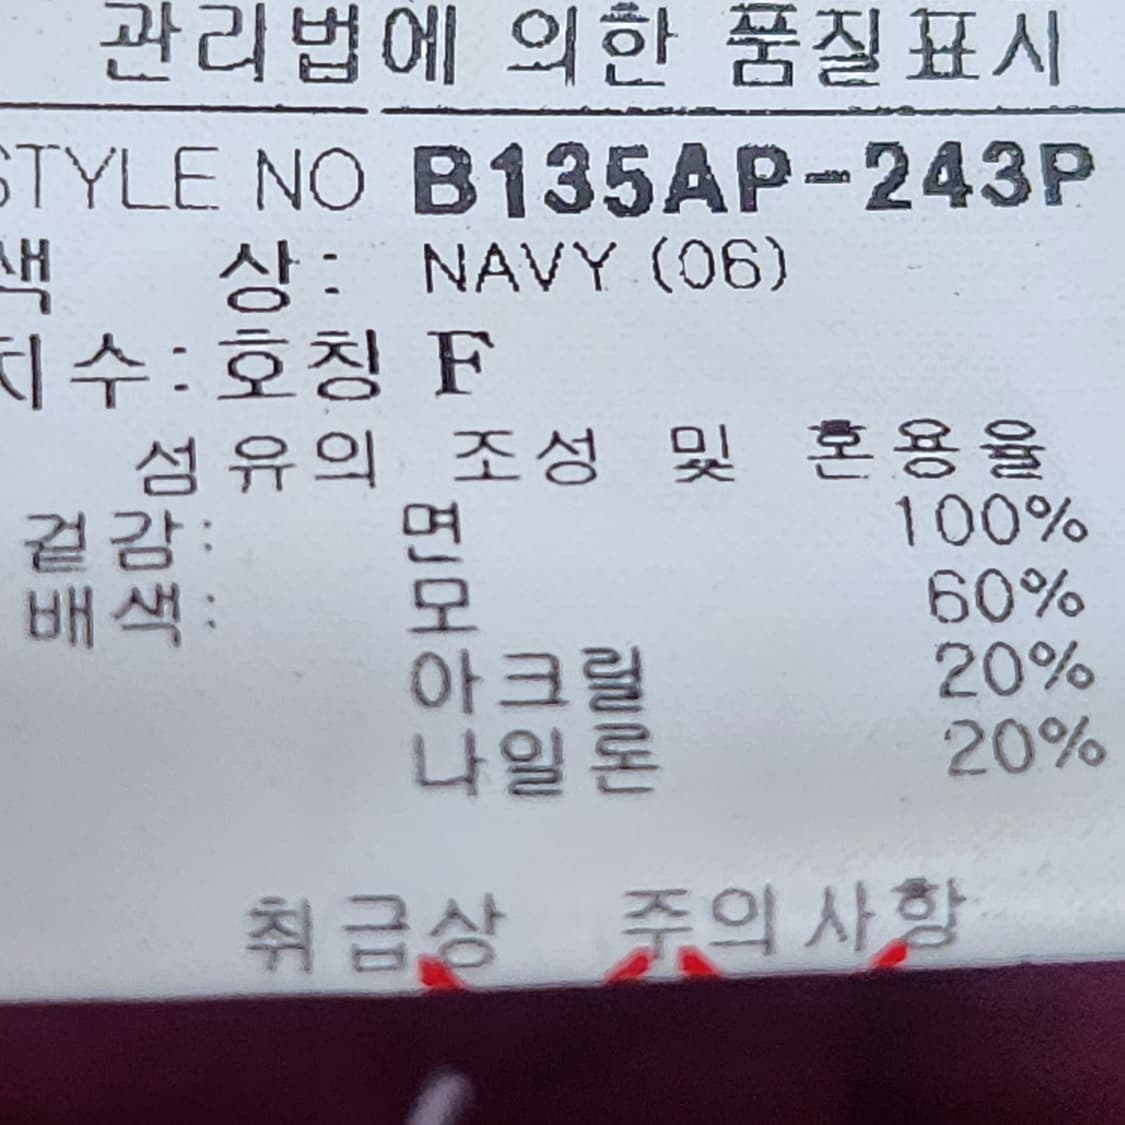 관리법에 의한 품질표시
STYLE NO B135AP-243P
색 상: NAVY (06)
치수: 호칭 F
섬유의 조성 및 혼용율
겉감: 면 100%
배색: 모 60%
아크릴 20%
나일론 20%
취급상 주의사항